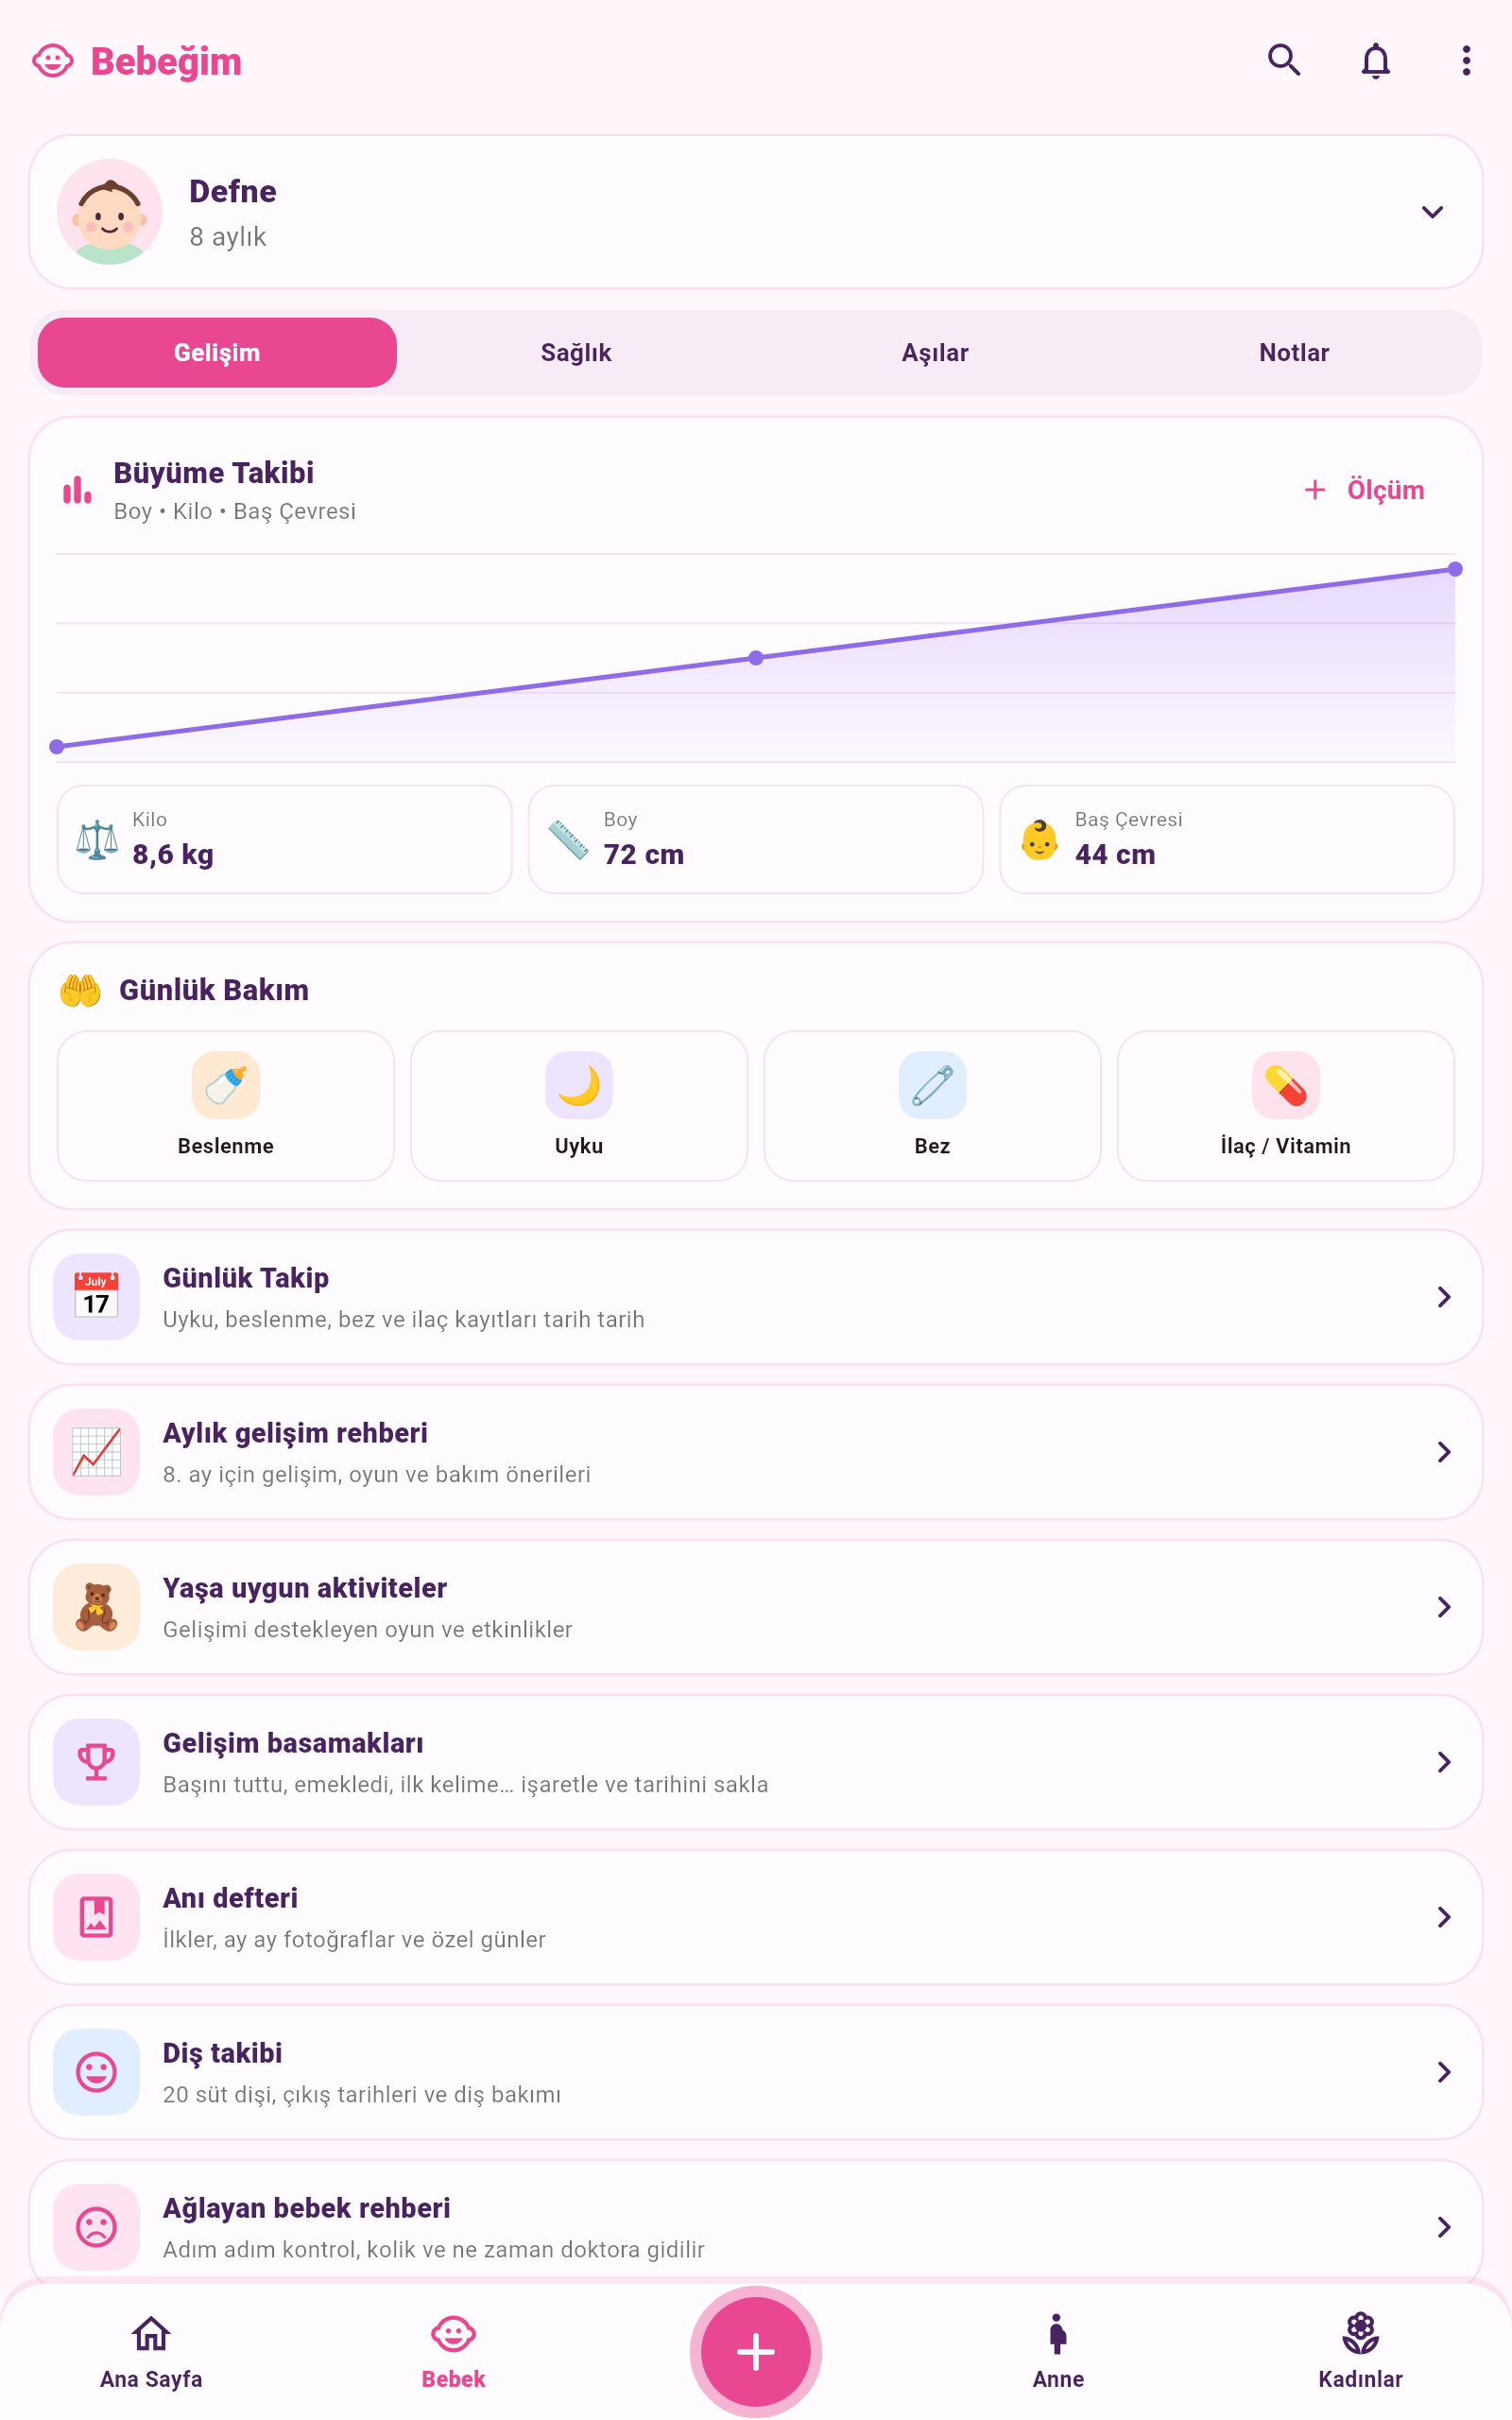 Bebeğim
Defne
8 aylık
Gelişim Sağlık Aşılar Notlar
Büyüme Takibi
Boy • Kilo • Baş Çevresi
+ Ölçüm
Kilo
8,6 kg
Boy
72 cm
Baş Çevresi
44 cm
Günlük Bakım
Beslenme Uyku Bez İlaç / Vitamin
July
17
Günlük Takip
Uyku, beslenme, bez ve ilaç kayıtları tarih tarih
Aylık gelişim rehberi
8. ay için gelişim, oyun ve bakım önerileri
Yaşa uygun aktiviteler
Gelişimi destekleyen oyun ve etkinlikler
Gelişim basamakları
Başını tuttu, emekledi, ilk kelime… işaretle ve tarihini sakla
Anı defteri
İlkler, ay ay fotoğraflar ve özel günler
Diş takibi
20 süt dişi, çıkış tarihleri ve diş bakımı
Ağlayan bebek rehberi
Adım adım kontrol, kolik ve ne zaman doktora gidilir
Ana Sayfa Bebek Anne Kadınlar